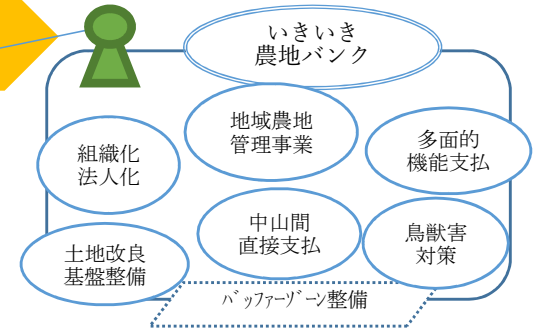 いきいき
農地バンク
地域農地
管理事業
多面的
機能支払
組織化
法人化
中山間
直接支払
鳥獣害
対策
土地改良
基盤整備
ﾊﾞｯﾌｧｰｿﾞｰﾝ整備